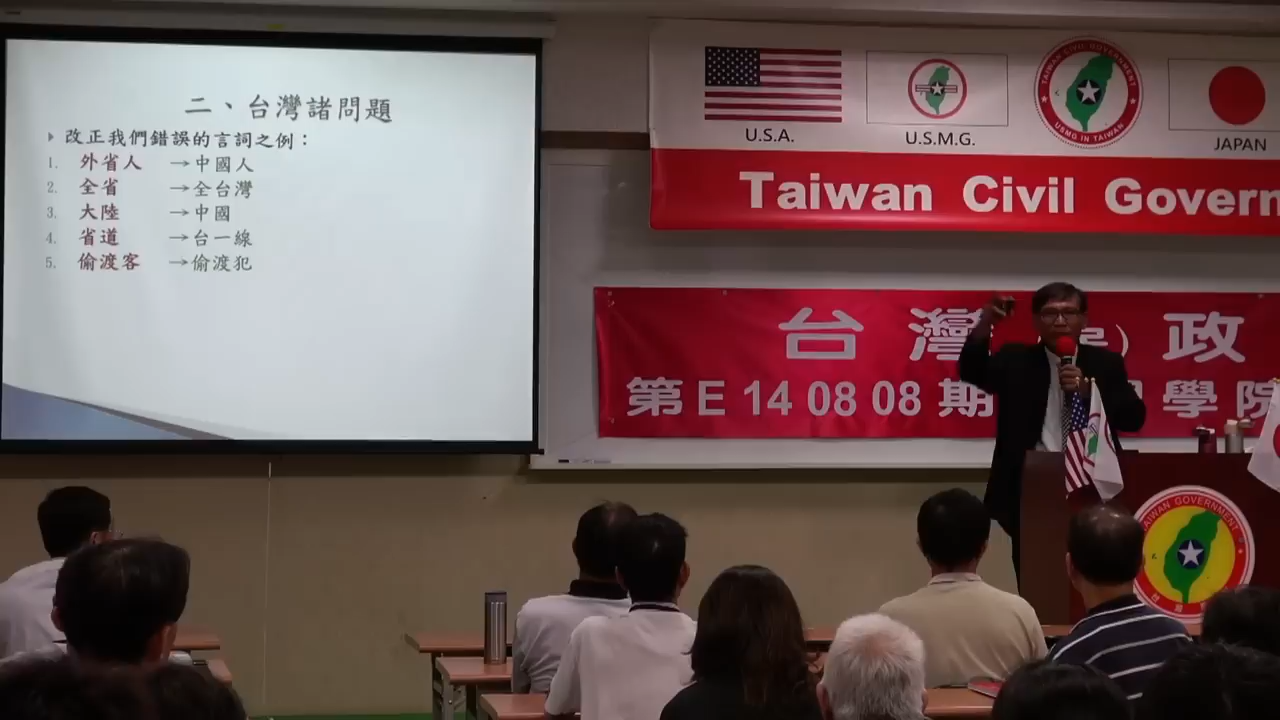 二、台灣諸問題
改正我們錯誤的言詞之例：
1. 外省人 →中國人
2. 全省 →全台灣
3. 大陸 →中國
4. 省道 →台一線
5. 偷渡客 →偷渡犯
U.S.A.
U.S.M.G.
TAIWAN CIVIL GOVERNMENT
USMG IN TAIWAN
JAPAN
Taiwan Civil Govern
台灣 民）政
第E 14 08 08 期 學院
TAIWAN GOVERNMENT